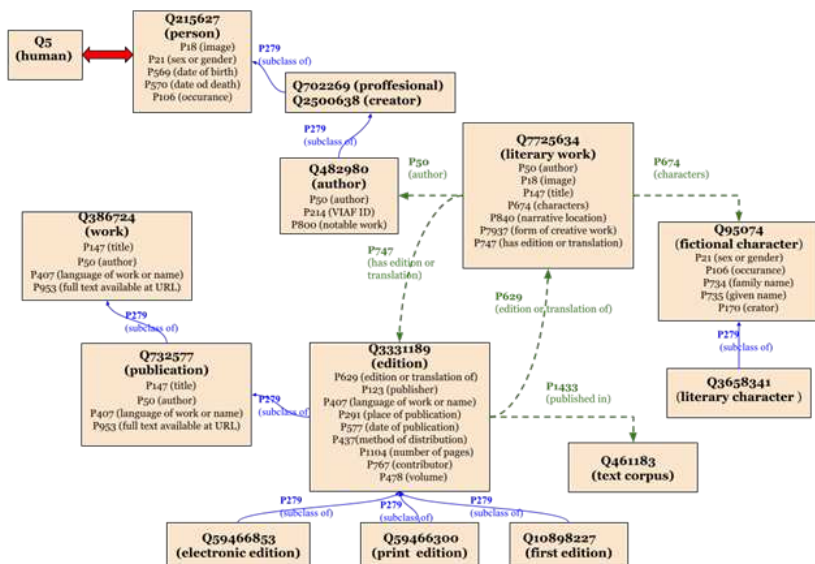 Q5
(human)
Q215627
(person)
P18 (image)
P21 (sex or gender)
P569 (date of birth)
P570 (date od death)
P106 (occurance)
P279
(subclass of)
Q702269 (proffesional)
Q2500638 (creator)
P279
(subclass of)
Q482980
(author)
P50 (author)
P214 (VIAF ID)
P800 (notable work)
P50
(author)
Q7725634
(literary work)
P50 (author)
P18 (image)
P147 (title)
P674 (characters)
P840 (narrative location)
P7937 (form of creative work)
P747 (has edition or translation)
P674
(characters)
Q95074
(fictional character)
P21 (sex or gender)
P106 (occurance)
P734 (family name)
P735 (given name)
P170 (crator)
P279
(subclass of)
Q3658341
(literary character )
Q386724
(work)
P147 (title)
P50 (author)
P407 (language of work or name)
P953 (full text available at URL)
P279
(subclass of)
Q732577
(publication)
P147 (title)
P50 (author)
P407 (language of work or name)
P953 (full text available at URL)
P279
(subclass of)
P747
(has edition or
translation)
P629
(edition or translation of)
Q3331189
(edition)
P629 (edition or translation of)
P123 (publisher)
P407 (language of work or name)
P291 (place of publication)
P577 (date of publication)
P437(method of distribution)
P1104 (number of pages)
P767 (contributor)
P478 (volume)
P1433
(published in)
Q461183
(text corpus)
P279
(subclass of)
P279
(subclass of)
P279
(subclass of)
Q59466853
(electronic edition)
Q59466300
(print edition)
Q10898227
(first edition)